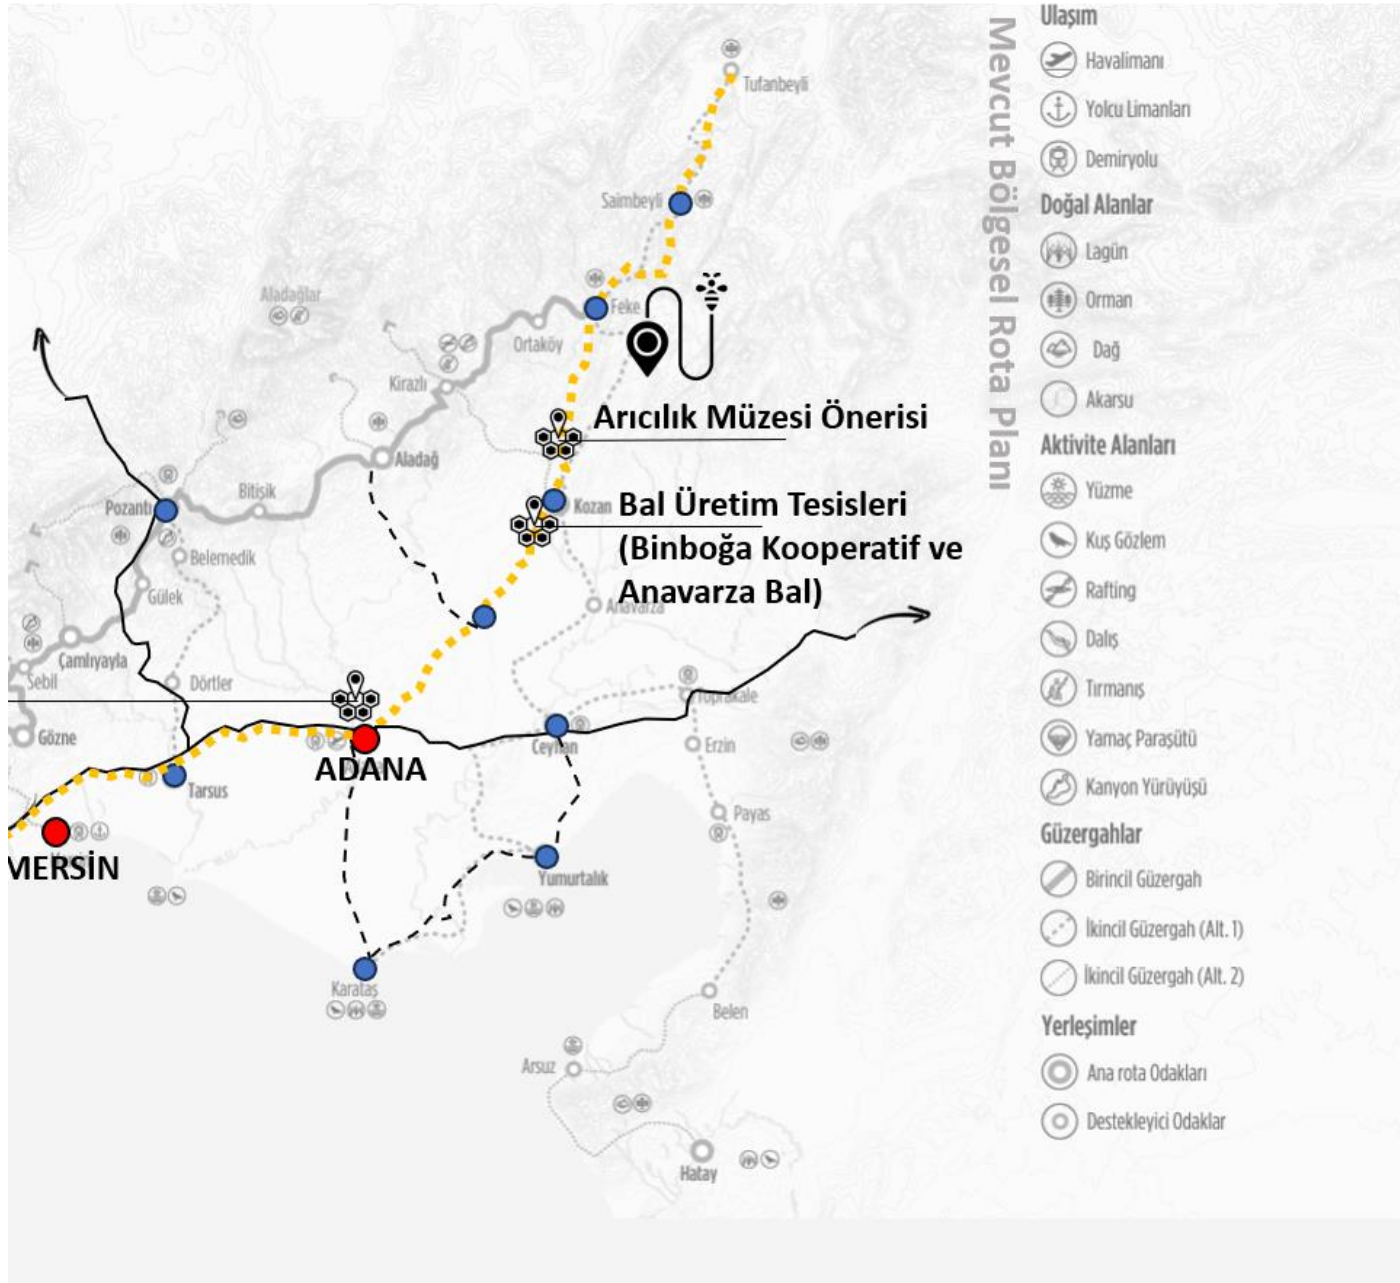 Tufanbeyli
Saimbeyli
Feke
Aladağlar
Ortaköy
Kirazlı
Arıcılık Müzesi Önerisi
Aladağ
Bitişik
Pozantı
Kozan
Bal Üretim Tesisleri
(Binboğa Kooperatif ve
Anavarza Bal)
Belemedik
Gülek
Anavarza
Çamlıyayla
Sebil
Dörtler
Toprakkale
Gözne
Ceyhan
Erzin
ADANA
Tarsus
Payas
MERSİN
Yumurtalık
Karataş
Belen
Arsuz
Hatay
Mevcut Bölgesel Rota Planı
Ulaşım
Havalimanı
Yolcu Limanları
Demiryolu
Doğal Alanlar
Lagün
Orman
Dağ
Akarsu
Aktivite Alanları
Yüzme
Kuş Gözlem
Rafting
Dalış
Tırmanış
Yamaç Paraşütü
Kanyon Yürüyüşü
Güzergahlar
Birincil Güzergah
İkincil Güzergah (Alt. 1)
İkincil Güzergah (Alt. 2)
Yerleşimler
Ana rota Odakları
Destekleyici Odaklar